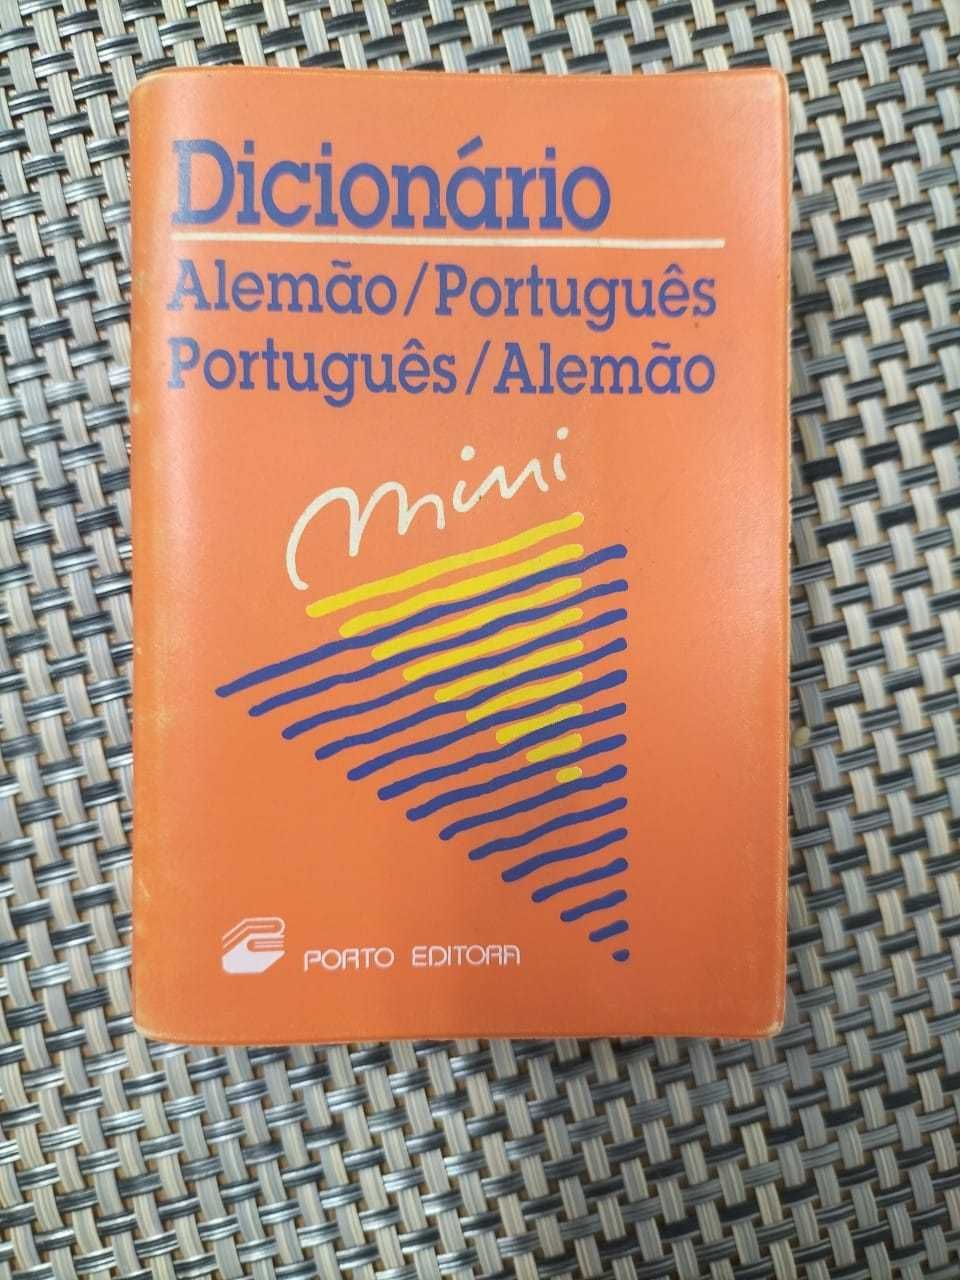 Dicionário
Alemão/Português
Português/Alemão
mini
PORTO EDITORA